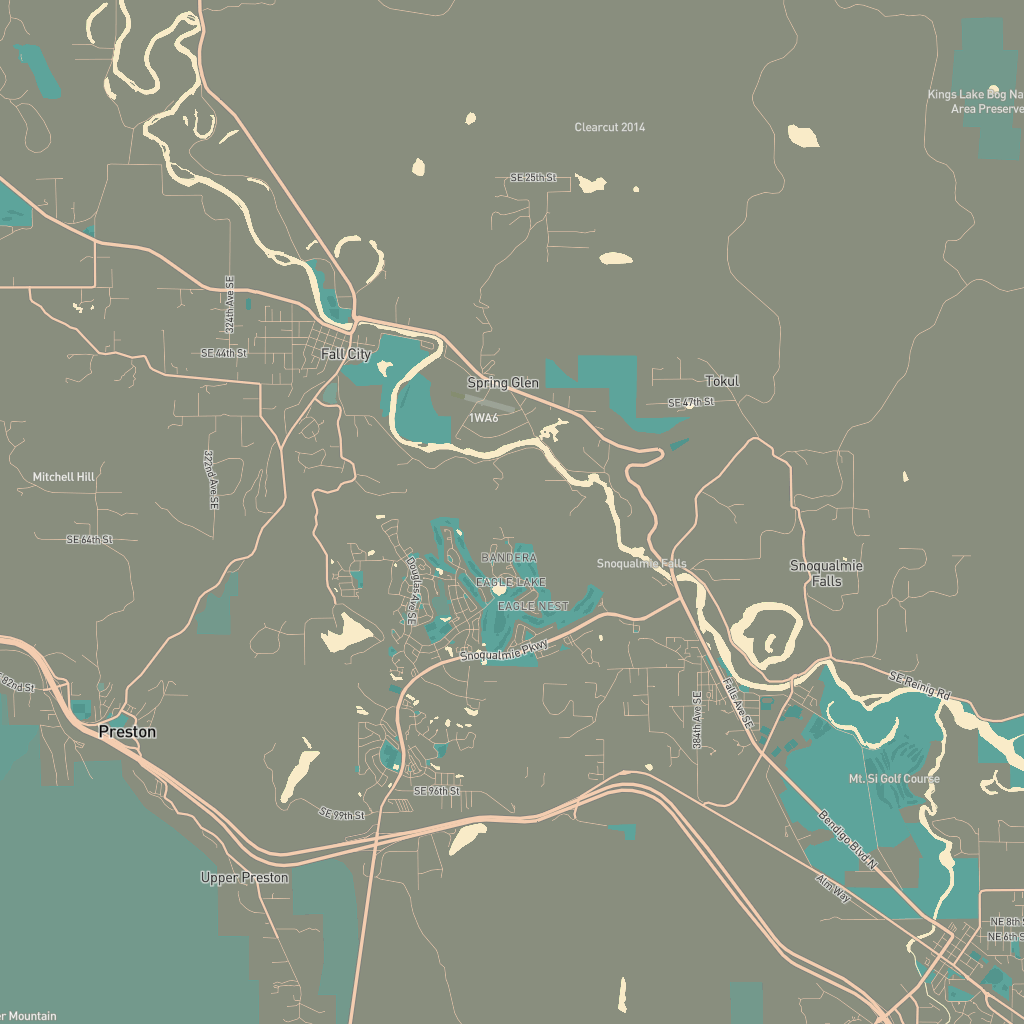 Kings Lake Bog Na
Area Preserve
Clearcut 2014
SE 25th St
324th Ave SE
SE 44th St
Fall City
Spring Glen
Tokul
SE 47th St
1WA6
Mitchell Hill
322nd Ave SE
SE 64th St
BANDERA
Snoqualmie Falls
Snoqualmie
Falls
EAGLE LAKE
Douglas Ave SE
EAGLE NEST
Snoqualmie Pkwy
SE 82nd St
SE Reinig Rd
Falls Ave SE
384th Ave SE
Preston
Mt. Si Golf Course
SE 96th St
SE 99th St
Bendigo Blvd N
Upper Preston
Alm Way
NE 8th S
NE 6th S
er Mountain